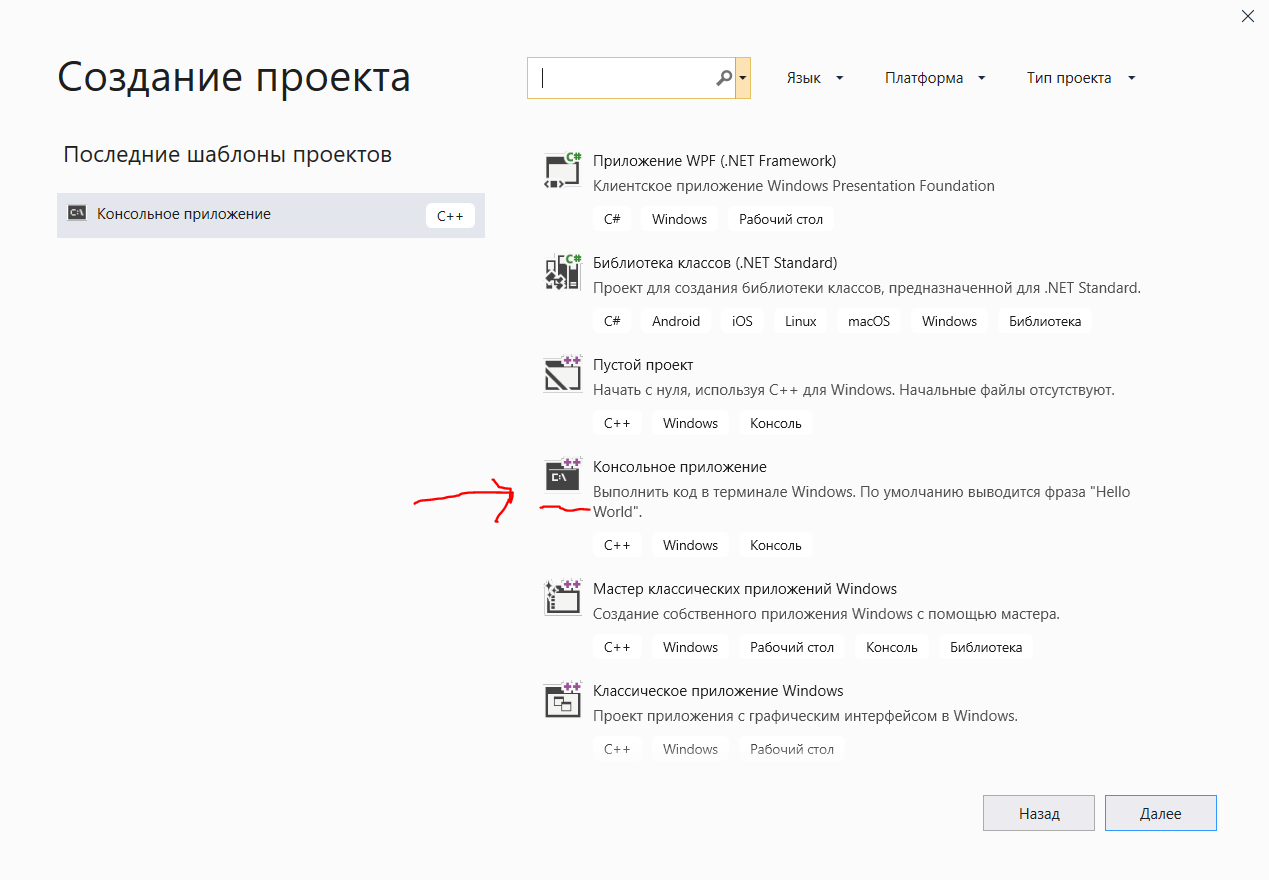 Создание проекта
Язык
Платформа
Тип проекта
Последние шаблоны проектов
Консольное приложение
C++
Приложение WPF (.NET Framework)
Клиентское приложение Windows Presentation Foundation
C# Windows Рабочий стол
Библиотека классов (.NET Standard)
Проект для создания библиотеки классов, предназначенной для .NET Standard.
C# Android iOS Linux macOS Windows Библиотека
Пустой проект
Начать с нуля, используя C++ для Windows. Начальные файлы отсутствуют.
C++ Windows Консоль
Консольное приложение
Выполнить код в терминале Windows. По умолчанию выводится фраза "Hello
World".
C++ Windows Консоль
Мастер классических приложений Windows
Создание собственного приложения Windows с помощью мастера.
C++ Windows Рабочий стол Консоль Библиотека
Классическое приложение Windows
Проект приложения с графическим интерфейсом в Windows.
C++ Windows Рабочий стол
Назад
Далее